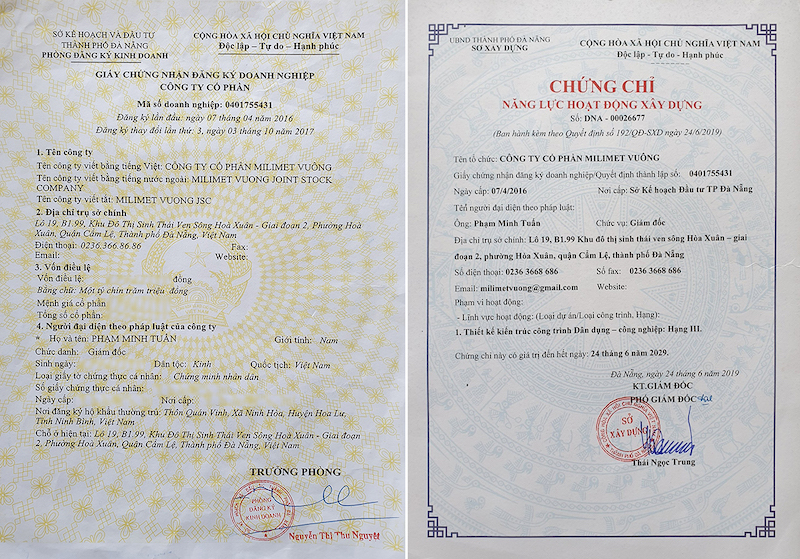 SỞ KẾ HOẠCH VÀ ĐẦU TƯ
THÀNH PHỐ ĐÀ NẴNG
PHÒNG ĐĂNG KÝ KINH DOANH
CỘNG HÒA XÃ HỘI CHỦ NGHĨA VIỆT NAM
Độc lập – Tự do – Hạnh phúc
GIẤY CHỨNG NHẬN ĐĂNG KÝ DOANH NGHIỆP
CÔNG TY CỔ PHẦN
Mã số doanh nghiệp: 0401755431
Đăng ký lần đầu: ngày 07 tháng 04 năm 2016
Đăng ký thay đổi lần thứ: 3, ngày 03 tháng 10 năm 2017
1. Tên công ty
Tên công ty viết bằng tiếng Việt: CÔNG TY CỔ PHẦN MILIMET VUÔNG
Tên công ty viết bằng tiếng nước ngoài: MILIMET VUONG JOINT STOCK
COMPANY
Tên công ty viết tắt: MILIMET VUONG JSC
2. Địa chỉ trụ sở chính
Lô 19, B1.99, Khu Đô Thị Sinh Thái Ven Sông Hoà Xuân - Giai đoạn 2, Phường Hoà
Xuân, Quận Cẩm Lệ, Thành phố Đà Nẵng, Việt Nam
Điện thoại: 0236.366.86.86 Fax:
Email: Website:
3. Vốn điều lệ
Vốn điều lệ: đồng
Bằng chữ: Một tỷ chín trăm triệu đồng
Mệnh giá cổ phần
Tổng số cổ phần:
4. Người đại diện theo pháp luật của công ty
* Họ và tên: PHẠM MINH TUẤN Giới tính: Nam
Chức danh: Giám đốc
Sinh ngày: Dân tộc: Kinh Quốc tịch: Việt Nam
Loại giấy tờ chứng thực cá nhân: Chứng minh nhân dân
Số giấy chứng thực cá nhân:
Ngày cấp: Nơi cấp:
Nơi đăng ký hộ khẩu thường trú: Thôn Quán Vinh, Xã Ninh Hòa, Huyện Hoa Lư,
Tỉnh Ninh Bình, Việt Nam
Chỗ ở hiện tại: Lô 19, B1.99, Khu Đô Thị Sinh Thái Ven Sông Hoà Xuân - Giai đoạn
2, Phường Hoà Xuân, Quận Cẩm Lệ, Thành phố Đà Nẵng, Việt Nam
TRƯỞNG PHÒNG
PHÒNG
ĐĂNG KÝ
KINH DOANH
Nguyễn Thị Thu Nguyệt
UBND THÀNH PHỐ ĐÀ NẴNG
SỞ XÂY DỰNG
CỘNG HÒA XÃ HỘI CHỦ NGHĨA VIỆT NAM
Độc lập - Tự do - Hạnh phúc
CHỨNG CHỈ
NĂNG LỰC HOẠT ĐỘNG XÂY DỰNG
Số: DNA - 00026677
(Ban hành kèm theo Quyết định số 192/QĐ-SXD ngày 24/6/2019)
Tên tổ chức: CÔNG TY CỔ PHẦN MILIMET VUÔNG
Giấy chứng nhận đăng ký doanh nghiệp/Quyết định thành lập số: 0401755431
Ngày cấp: 07/4/2016 Nơi cấp: Sở Kế hoạch Đầu tư TP Đà Nẵng
Tên người đại diện theo pháp luật:
Ông: Phạm Minh Tuấn Chức vụ: Giám đốc
Địa chỉ trụ sở chính: Lô 19, B1.99 Khu đô thị sinh thái ven sông Hòa Xuân – giai
đoạn 2, phường Hòa Xuân, quận Cẩm Lệ, thành phố Đà Nẵng
Số điện thoại: 0236 3668 686 Số fax: 0236 3668 686
Email: milimetvuong@gmail.com Website:
Phạm vi hoạt động:
- Lĩnh vực hoạt động: (Loại dự án/Loại công trình, Hạng):
1. Thiết kế kiến trúc công trình Dân dụng – công nghiệp: Hạng III.
Chứng chỉ này có giá trị đến hết ngày: 24 tháng 6 năm 2029.
Đà Nẵng, ngày 24 tháng 6 năm 2019
KT.GIÁM ĐỐC
PHÓ GIÁM ĐỐC
SỞ
XÂY DỰNG
Thái Ngọc Trung